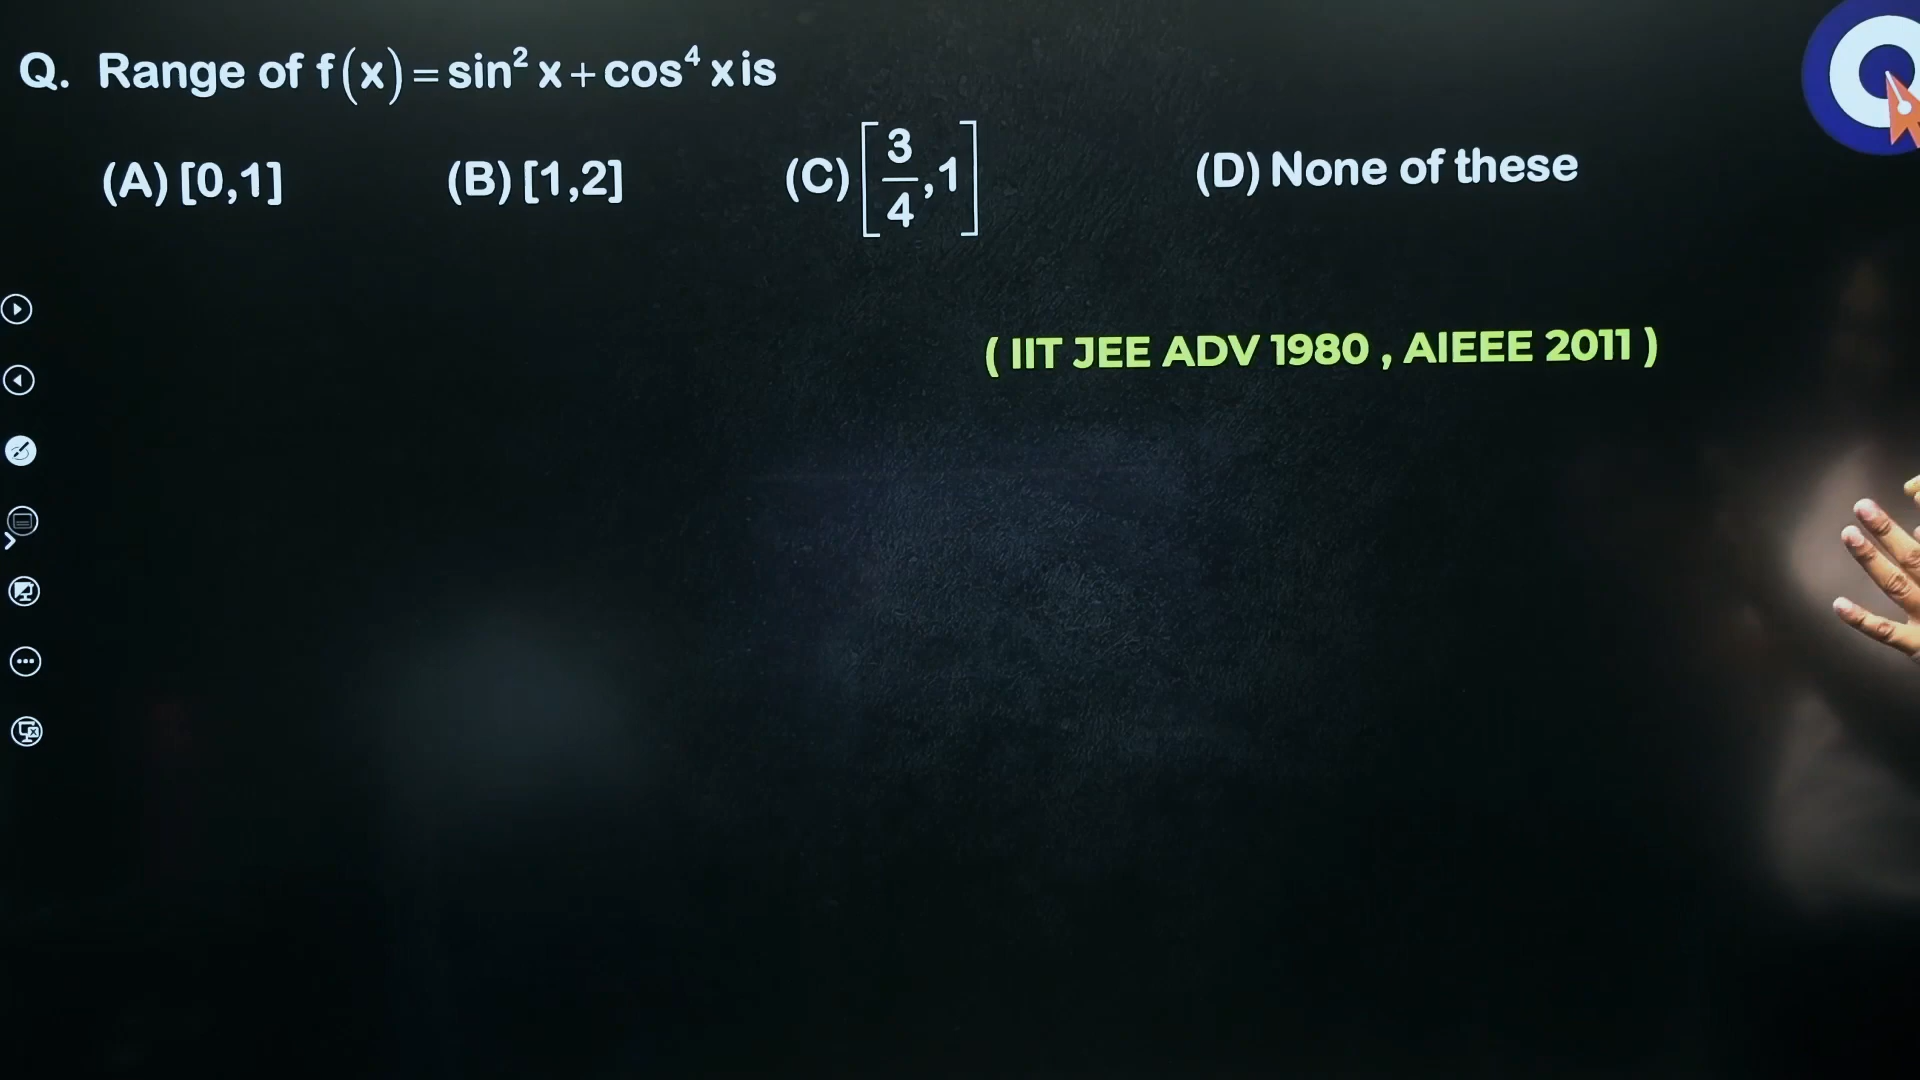 Q. Range of f(x) = sin² x + cos⁴ x is
(A) [0,1] (B) [1,2] (C) [3/4, 1] (D) None of these
( IIT JEE ADV 1980 , AIEEE 2011 )